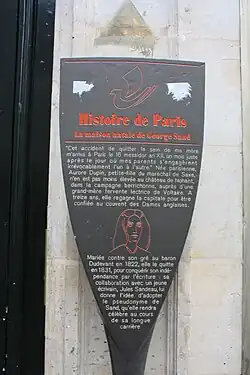 Histoire de Paris
La maison natale de George Sand
"Cet accident de quitter le sein de ma mère
m'arriva à Paris le 16 messidor an XII, un mois juste
après le jour où mes parents s'engagèrent
irrévocablement l'un à l'autre." Née parisienne,
Aurore Dupin, petite-fille du maréchal de Saxe,
n'en est pas moins élevée au château de Nohant,
dans la campagne berrichonne, auprès d'une
grand-mère fervente lectrice de Voltaire. A
treize ans, elle regagne la capitale pour être
confiée au couvent des Dames anglaises.
Mariée contre son gré au baron
Dudevant en 1822, elle le quitte
en 1831, pour conquérir son indé-
pendance par l'écriture : sa
collaboration avec un jeune
écrivain, Jules Sandeau, lui
donne l'idée d'adopter
le pseudonyme de
Sand, qu'elle rendra
célèbre au cours
de sa longue
carrière